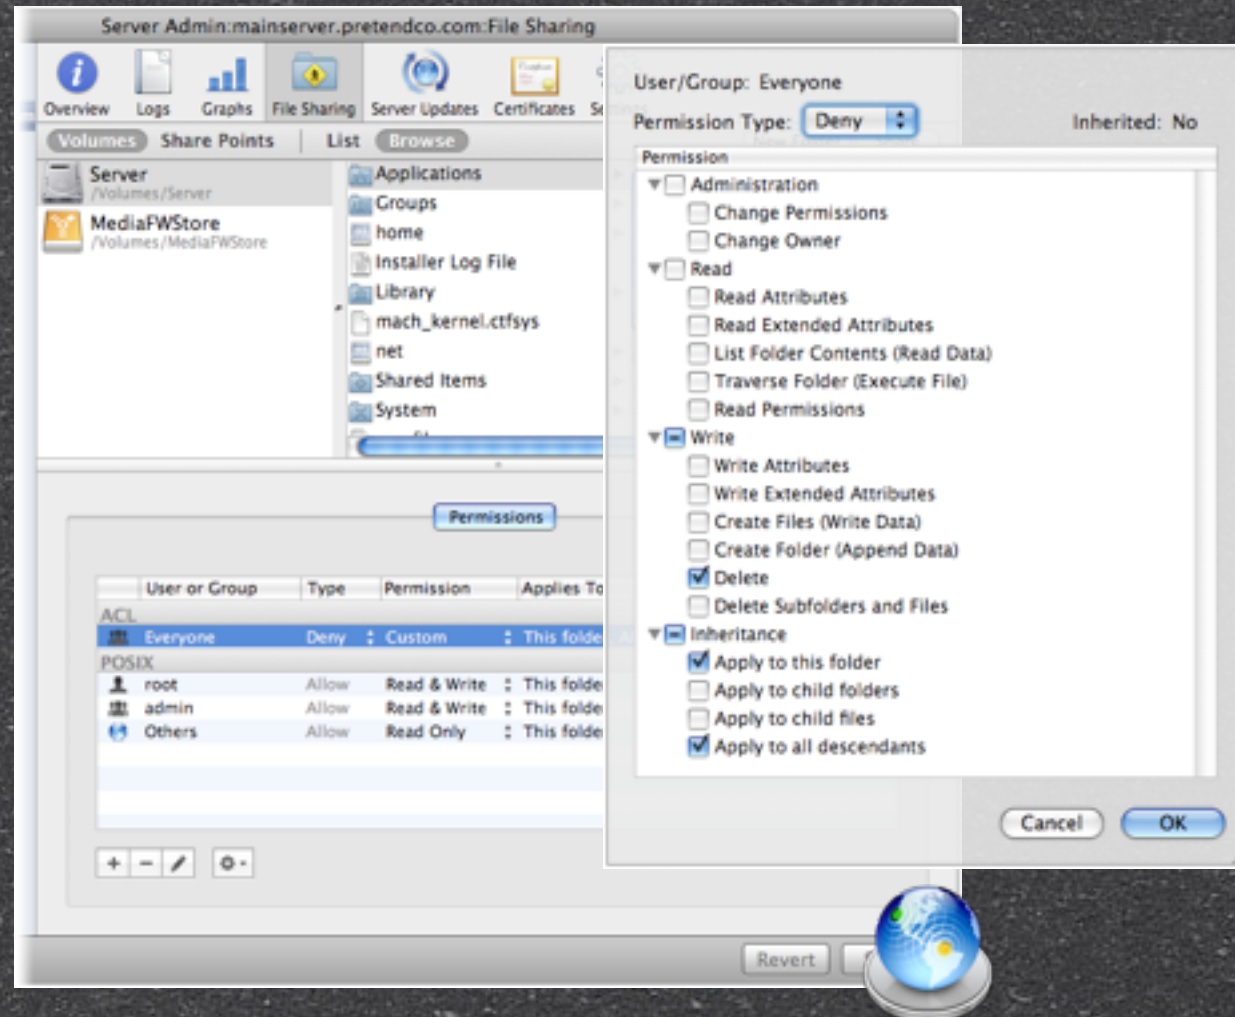 Server Admin:mainserver.pretendco.com:File Sharing
Overview Logs Graphs File Sharing Server Updates Certificates
Volumes Share Points List Browse
Server
/Volumes/Server
MediaFWStore
/Volumes/MediaFWStore
Applications
Groups
home
Installer Log File
Library
mach_kernel.ctfsys
net
Shared Items
System
Permissions
User or Group Type Permission Applies To
ACL
Everyone Deny Custom This folde
POSIX
root Allow Read & Write This folde
admin Allow Read & Write This folde
Others Allow Read Only This folde
Revert
User/Group: Everyone
Permission Type: Deny Inherited: No
Permission
Administration
Change Permissions
Change Owner
Read
Read Attributes
Read Extended Attributes
List Folder Contents (Read Data)
Traverse Folder (Execute File)
Read Permissions
Write
Write Attributes
Write Extended Attributes
Create Files (Write Data)
Create Folder (Append Data)
Delete
Delete Subfolders and Files
Inheritance
Apply to this folder
Apply to child folders
Apply to child files
Apply to all descendants
Cancel OK